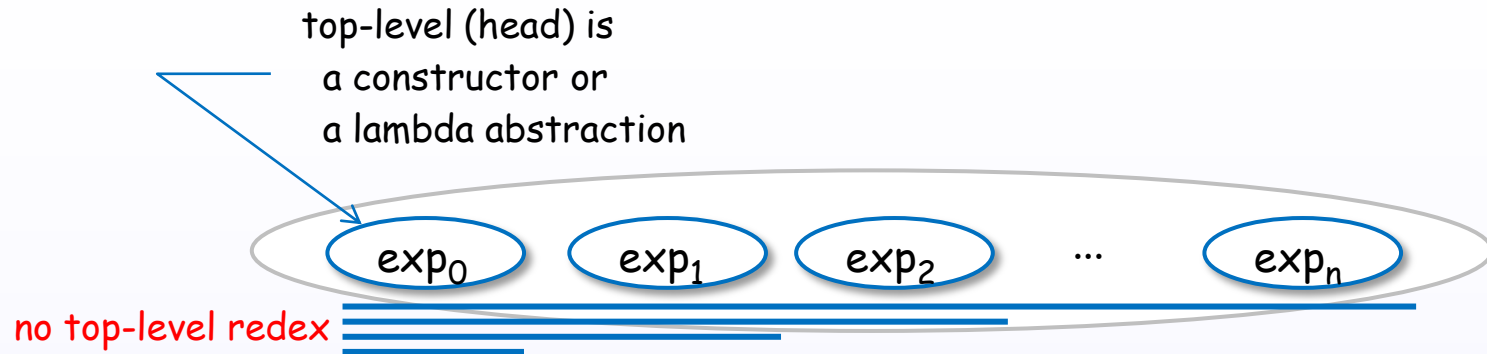 top-level (head) is
a constructor or
a lambda abstraction
exp₀ exp₁ exp₂ ... expₙ
no top-level redex